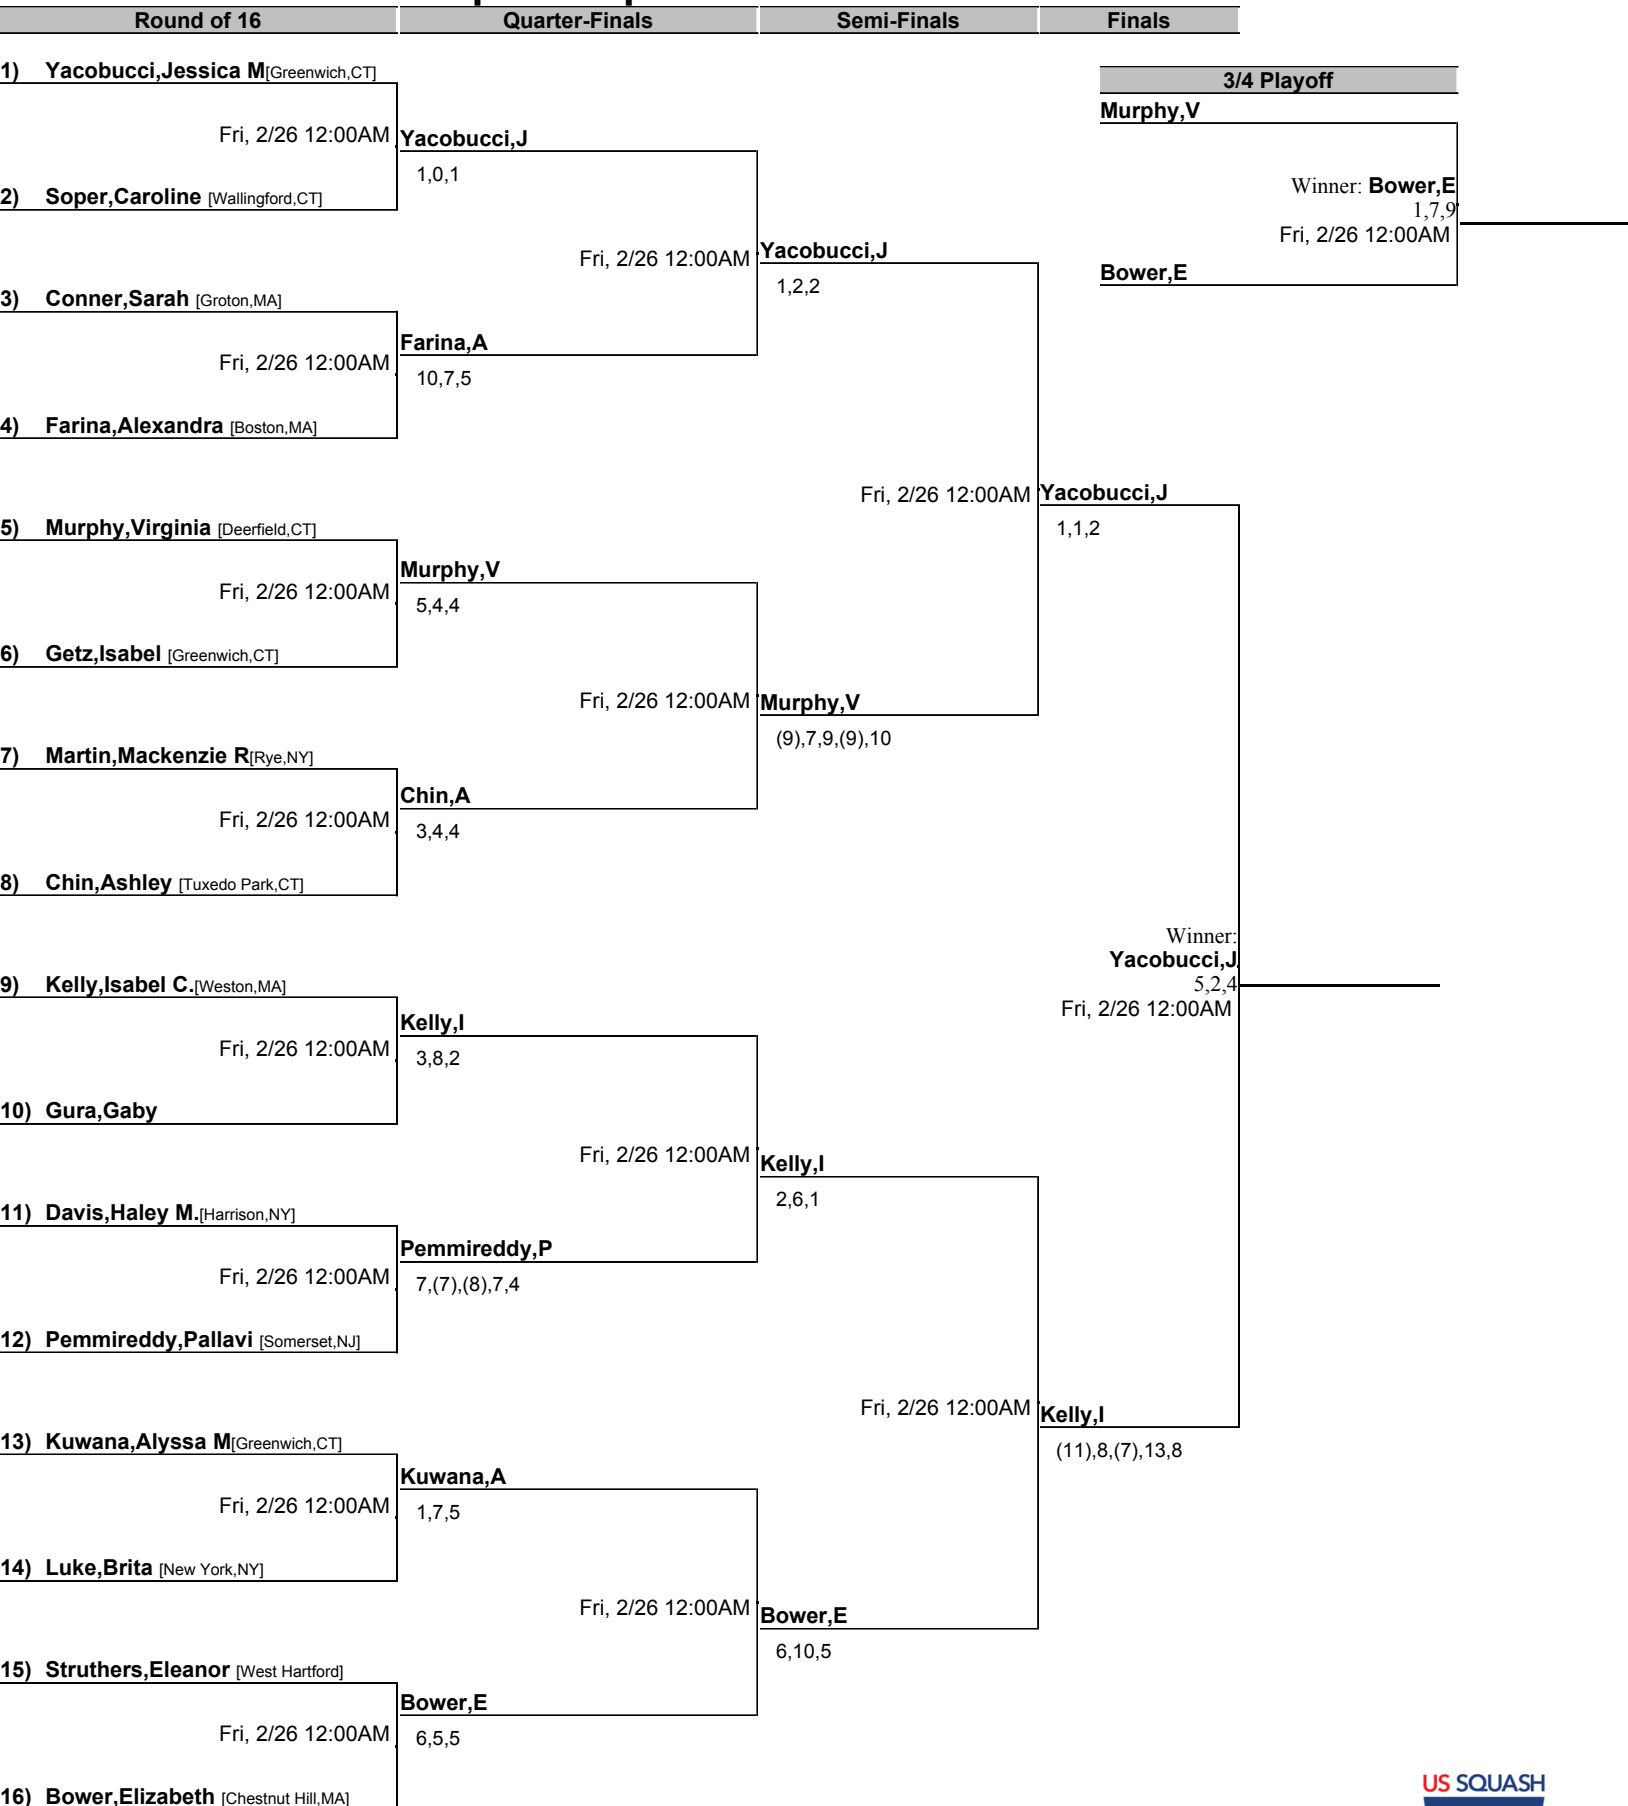 Round of 16 Quarter-Finals Semi-Finals Finals
1) Yacobucci,Jessica M[Greenwich,CT]
3/4 Playoff
Murphy,V
Fri, 2/26 12:00AM Yacobucci,J
1,0,1
Winner: Bower,E
2) Soper,Caroline [Wallingford,CT]
1,7,9
Fri, 2/26 12:00AM
Fri, 2/26 12:00AM Yacobucci,J
Bower,E
1,2,2
3) Conner,Sarah [Groton,MA]
Farina,A
Fri, 2/26 12:00AM
10,7,5
4) Farina,Alexandra [Boston,MA]
Fri, 2/26 12:00AM Yacobucci,J
5) Murphy,Virginia [Deerfield,CT]
1,1,2
Murphy,V
Fri, 2/26 12:00AM
5,4,4
6) Getz,Isabel [Greenwich,CT]
Fri, 2/26 12:00AM Murphy,V
(9),7,9,(9),10
7) Martin,Mackenzie R[Rye,NY]
Chin,A
Fri, 2/26 12:00AM
3,4,4
8) Chin,Ashley [Tuxedo Park,CT]
Winner:
Yacobucci,J
5,2,4
9) Kelly,Isabel C.[Weston,MA]
Fri, 2/26 12:00AM
Kelly,I
Fri, 2/26 12:00AM
3,8,2
10) Gura,Gaby
Fri, 2/26 12:00AM Kelly,I
2,6,1
11) Davis,Haley M.[Harrison,NY]
Pemmireddy,P
Fri, 2/26 12:00AM
7,(7),(8),7,4
12) Pemmireddy,Pallavi [Somerset,NJ]
Fri, 2/26 12:00AM Kelly,I
13) Kuwana,Alyssa M[Greenwich,CT]
(11),8,(7),13,8
Kuwana,A
Fri, 2/26 12:00AM
1,7,5
14) Luke,Brita [New York,NY]
Fri, 2/26 12:00AM Bower,E
6,10,5
15) Struthers,Eleanor [West Hartford]
Bower,E
Fri, 2/26 12:00AM
6,5,5
US SQUASH
16) Bower,Elizabeth [Chestnut Hill,MA]